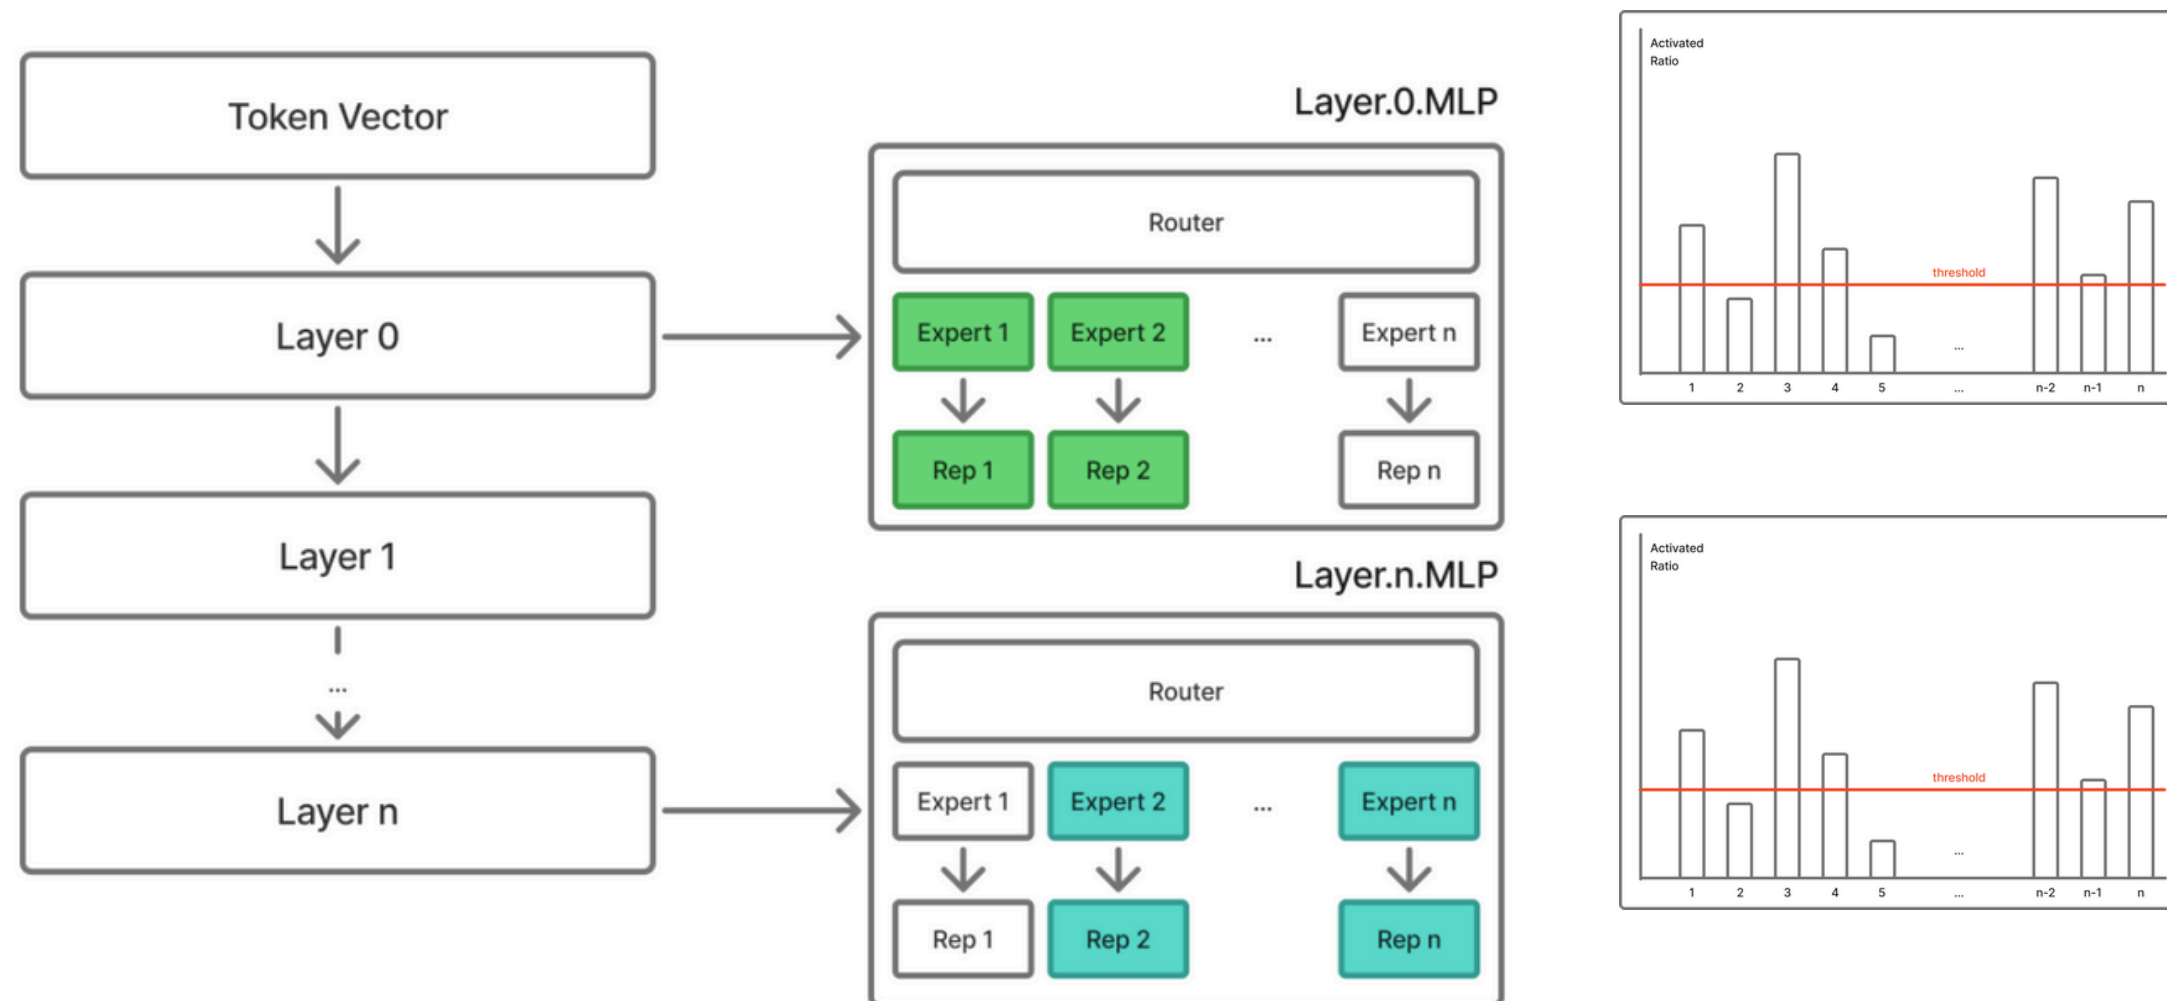 Token Vector
Layer 0
Layer 1
...
Layer n
Layer.0.MLP
Router
Expert 1 Expert 2 ... Expert n
Rep 1 Rep 2 Rep n
Layer.n.MLP
Router
Expert 1 Expert 2 ... Expert n
Rep 1 Rep 2 Rep n
Activated
Ratio
threshold
...
1 2 3 4 5 ... n-2 n-1 n
Activated
Ratio
threshold
...
1 2 3 4 5 ... n-2 n-1 n